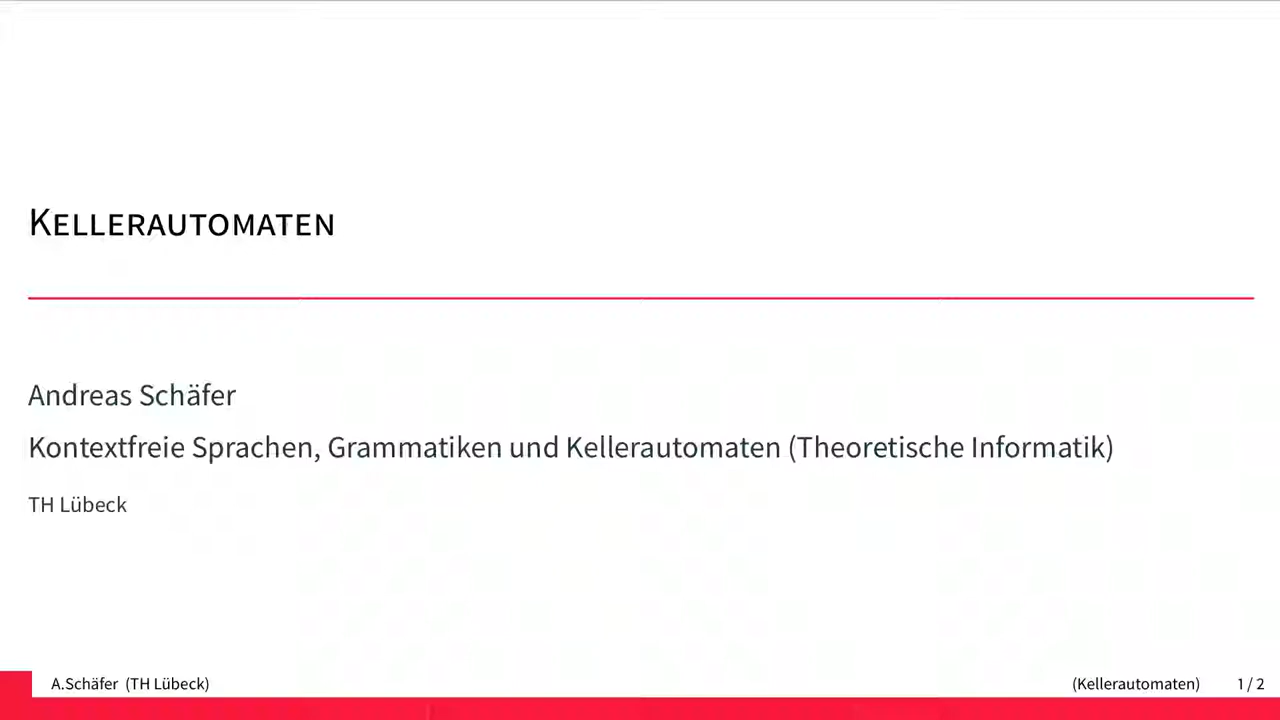 Kellerautomaten
Andreas Schäfer
Kontextfreie Sprachen, Grammatiken und Kellerautomaten (Theoretische Informatik)
TH Lübeck
A.Schäfer (TH Lübeck) (Kellerautomaten) 1 / 2